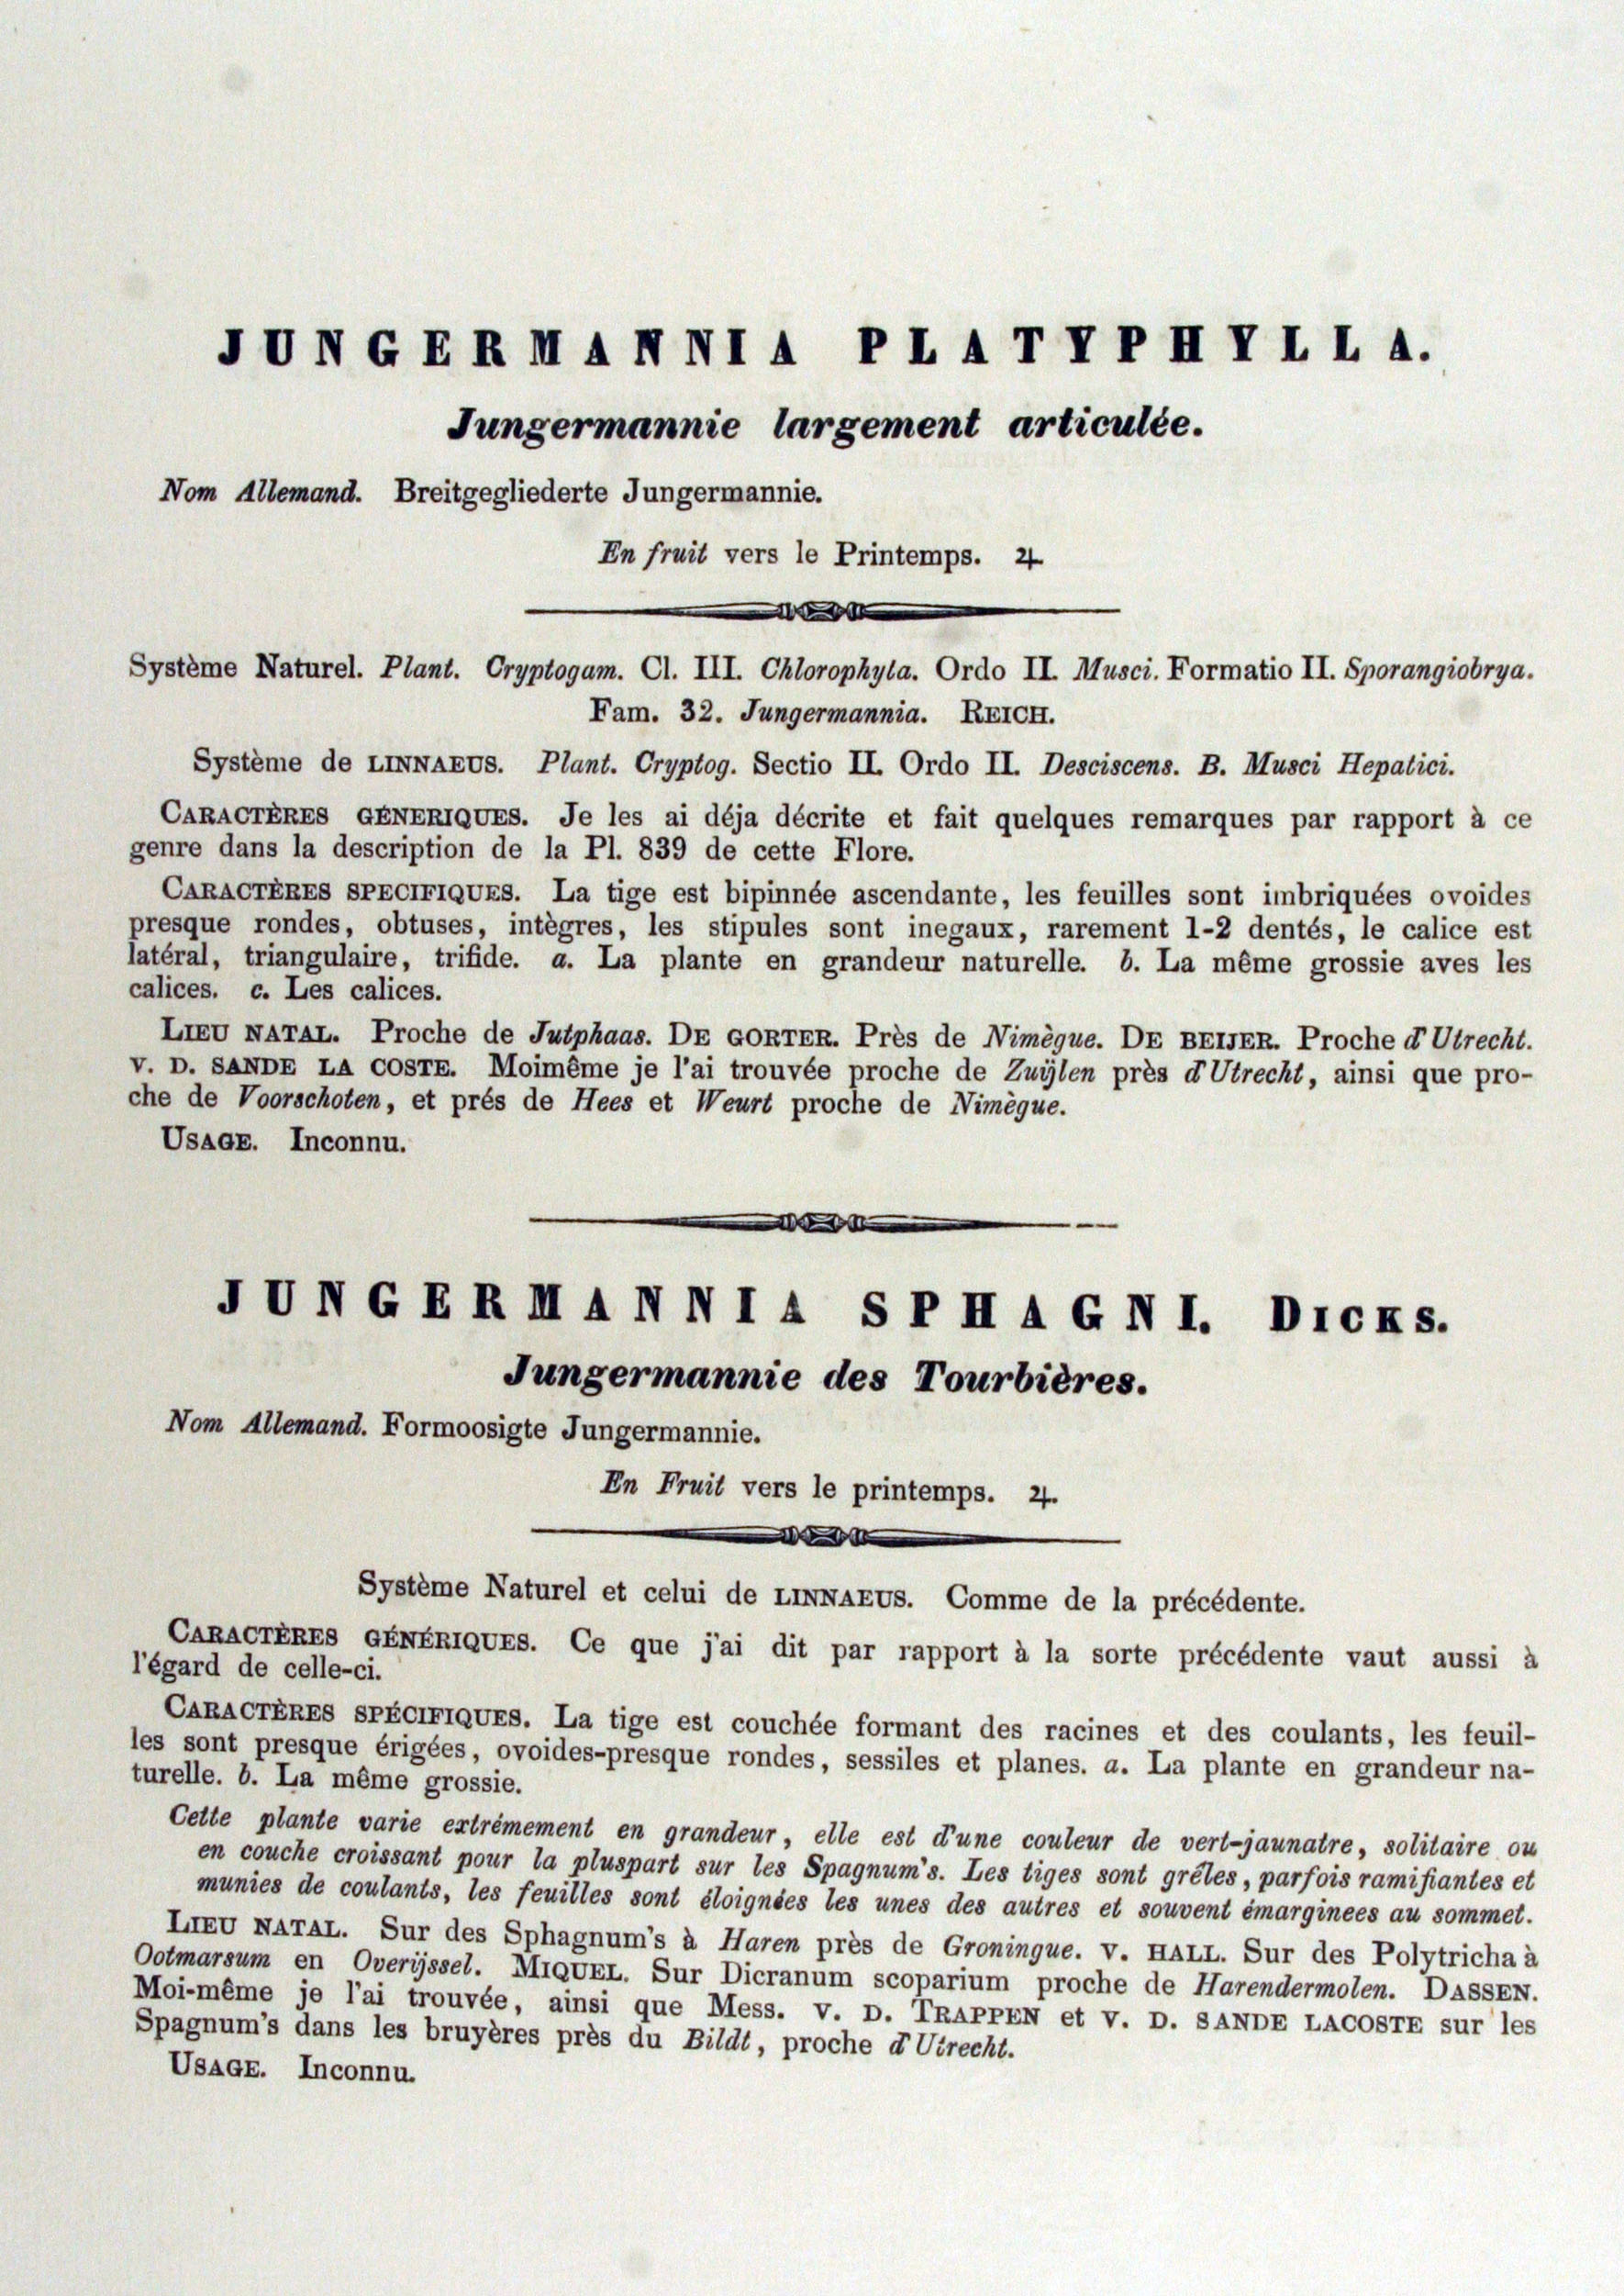 JUNGERMANNIA PLATYPHYLLA.
Jungermannie largement articulée.
Nom Allemand. Breitgegliederte Jungermannie.
En fruit vers le Printemps. ♃
Système Naturel. Plant. Cryptogam. Cl. III. Chlorophyta. Ordo II. Musci. Formatio II. Sporangiobrya.
Fam. 32. Jungermannia. REICH.
Système de LINNAEUS. Plant. Cryptog. Sectio II. Ordo II. Desciscens. B. Musci Hepatici.
CARACTÈRES GÉNERIQUES. Je les ai déja décrite et fait quelques remarques par rapport à ce
genre dans la description de la Pl. 839 de cette Flore.
CARACTÈRES SPECIFIQUES. La tige est bipinnée ascendante, les feuilles sont imbriquées ovoides
presque rondes, obtuses, intègres, les stipules sont inegaux, rarement 1-2 dentés, le calice est
latéral, triangulaire, trifide. a. La plante en grandeur naturelle. b. La même grossie aves les
calices. c. Les calices.
LIEU NATAL. Proche de Jutphaas. DE GORTER. Près de Nimègue. DE BEIJER. Proche d'Utrecht.
V. D. SANDE LA COSTE. Moimême je l'ai trouvée proche de Zuijlen près d'Utrecht, ainsi que pro-
che de Voorschoten, et prés de Hees et Weurt proche de Nimègue.
USAGE. Inconnu.
JUNGERMANNIA SPHAGNI. DICKS.
Jungermannie des Tourbières.
Nom Allemand. Formoosigte Jungermannie.
En Fruit vers le printemps. ♃.
Système Naturel et celui de LINNAEUS. Comme de la précédente.
CARACTÈRES GÉNÉRIQUES. Ce que j'ai dit par rapport à la sorte précédente vaut aussi à
l'égard de celle-ci.
CARACTÈRES SPÉCIFIQUES. La tige est couchée formant des racines et des coulants, les feuil-
les sont presque érigées, ovoides-presque rondes, sessiles et planes. a. La plante en grandeur na-
turelle. b. La même grossie.
Cette plante varie extrémement en grandeur, elle est d'une couleur de vert-jaunatre, solitaire ou
en couche croissant pour la pluspart sur les Spagnum's. Les tiges sont grêles, parfois ramifiantes et
munies de coulants, les feuilles sont éloignées les unes des autres et souvent émarginees au sommet.
LIEU NATAL. Sur des Sphagnum's à Haren près de Groningue. V. HALL. Sur des Polytricha à
Ootmarsum en Overijssel. MIQUEL. Sur Dicranum scoparium proche de Harendermolen. DASSEN.
Moi-même je l'ai trouvée, ainsi que Mess. V. D. TRAPPEN et V. D. SANDE LACOSTE sur les
Spagnum's dans les bruyères près du Bildt, proche d'Utrecht.
USAGE. Inconnu.